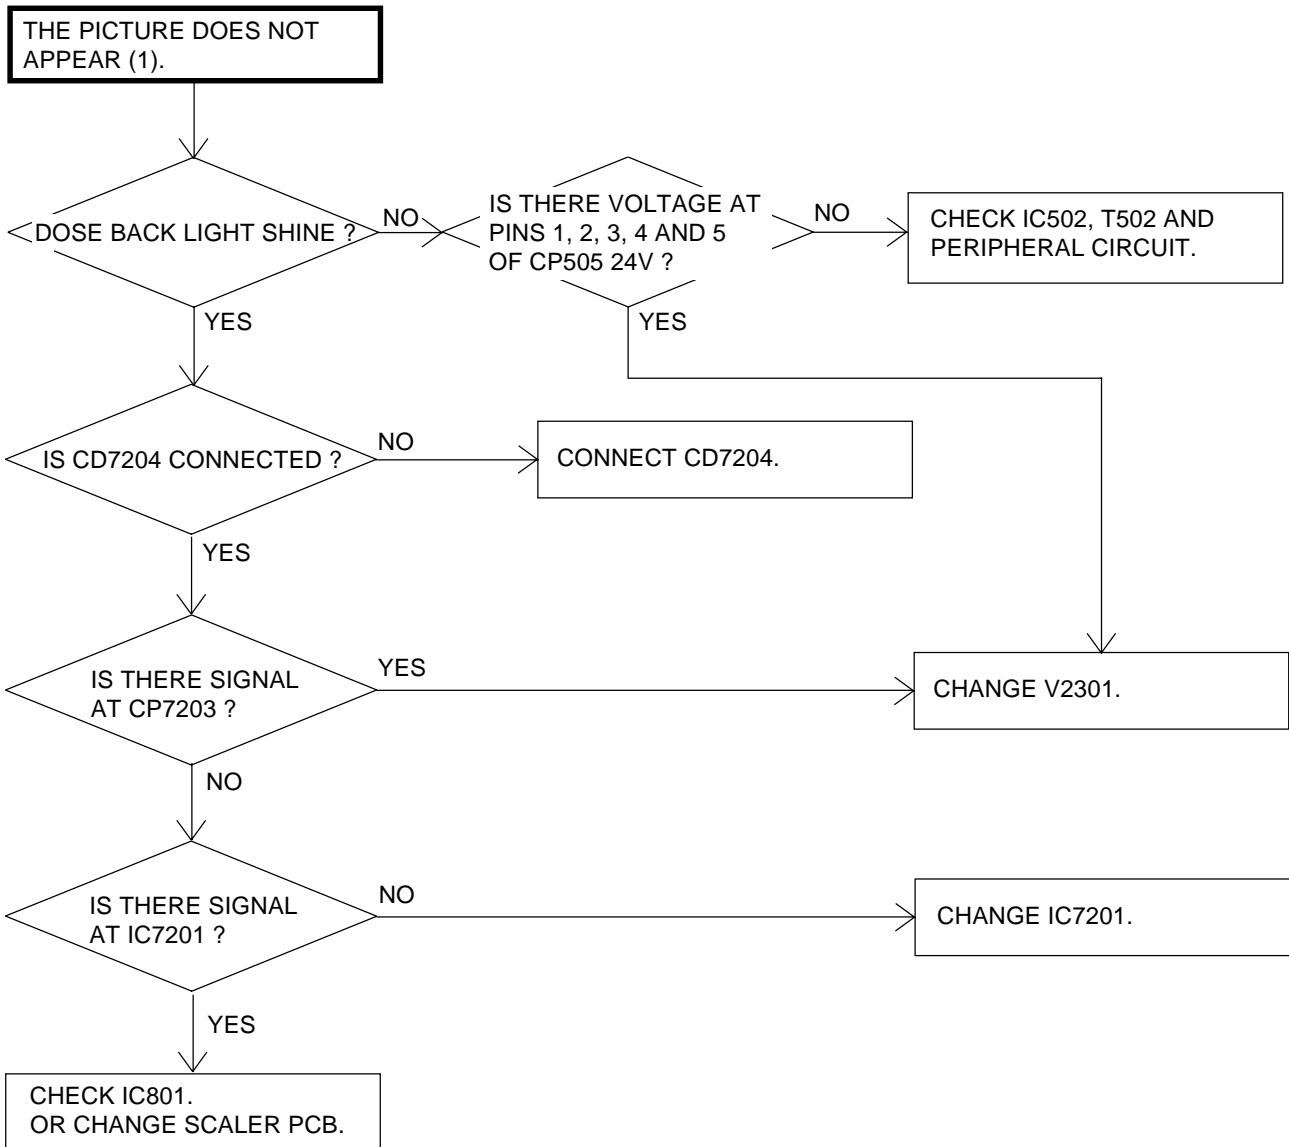 THE PICTURE DOES NOT
APPEAR (1).
DOSE BACK LIGHT SHINE ?
NO
IS THERE VOLTAGE AT
PINS 1, 2, 3, 4 AND 5
OF CP505 24V ?
NO
CHECK IC502, T502 AND
PERIPHERAL CIRCUIT.
YES
YES
IS CD7204 CONNECTED ?
NO
CONNECT CD7204.
YES
IS THERE SIGNAL
AT CP7203 ?
YES
CHANGE V2301.
NO
IS THERE SIGNAL
AT IC7201 ?
NO
CHANGE IC7201.
YES
CHECK IC801.
OR CHANGE SCALER PCB.